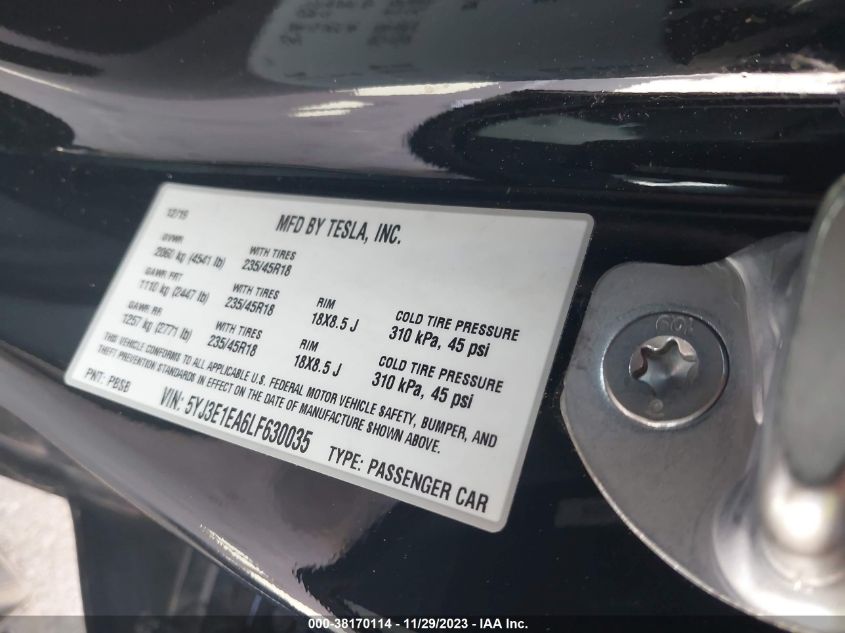 12/19
MFD BY TESLA, INC.
GVWR
2060 kg (4541 lb)
WITH TIRES
235/45R18
GAWR FRT
1110 kg (2447 lb)
WITH TIRES
235/45R18
RIM
18X8.5 J
COLD TIRE PRESSURE
310 kPa, 45 psi
GAWR RR
1257 kg (2771 lb)
WITH TIRES
235/45R18
RIM
18X8.5 J
COLD TIRE PRESSURE
310 kPa, 45 psi
THIS VEHICLE CONFORMS TO ALL APPLICABLE U.S. FEDERAL MOTOR VEHICLE SAFETY, BUMPER, AND
THEFT PREVENTION STANDARDS IN EFFECT ON THE DATE OF MANUFACTURE SHOWN ABOVE.
PNT: PBSB
VIN: 5YJ3E1EA6LF630035
TYPE: PASSENGER CAR
000-38170114 - 11/29/2023 - IAA Inc.